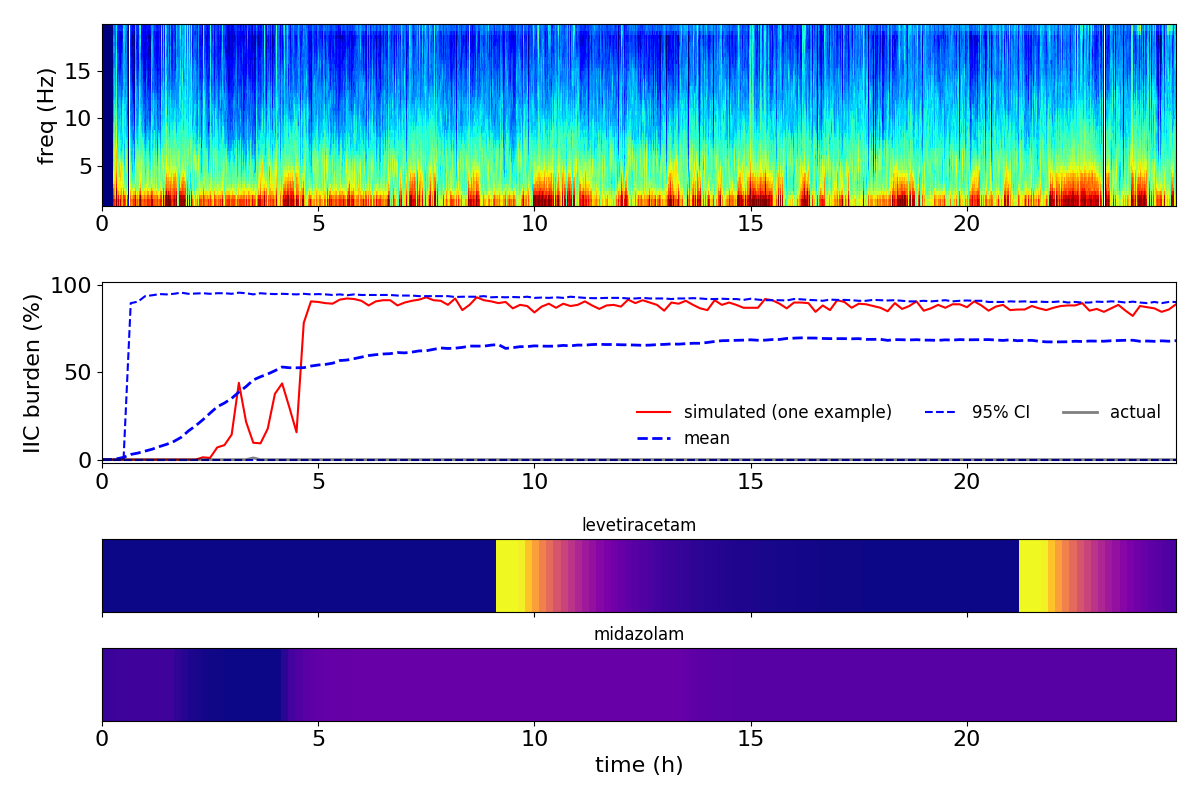 freq (Hz)
15
10
5
0 5 10 15 20
IIC burden (%)
100
50
0
simulated (one example)
mean
95% CI
actual
0 5 10 15 20
levetiracetam
midazolam
0 5 10 15 20
time (h)